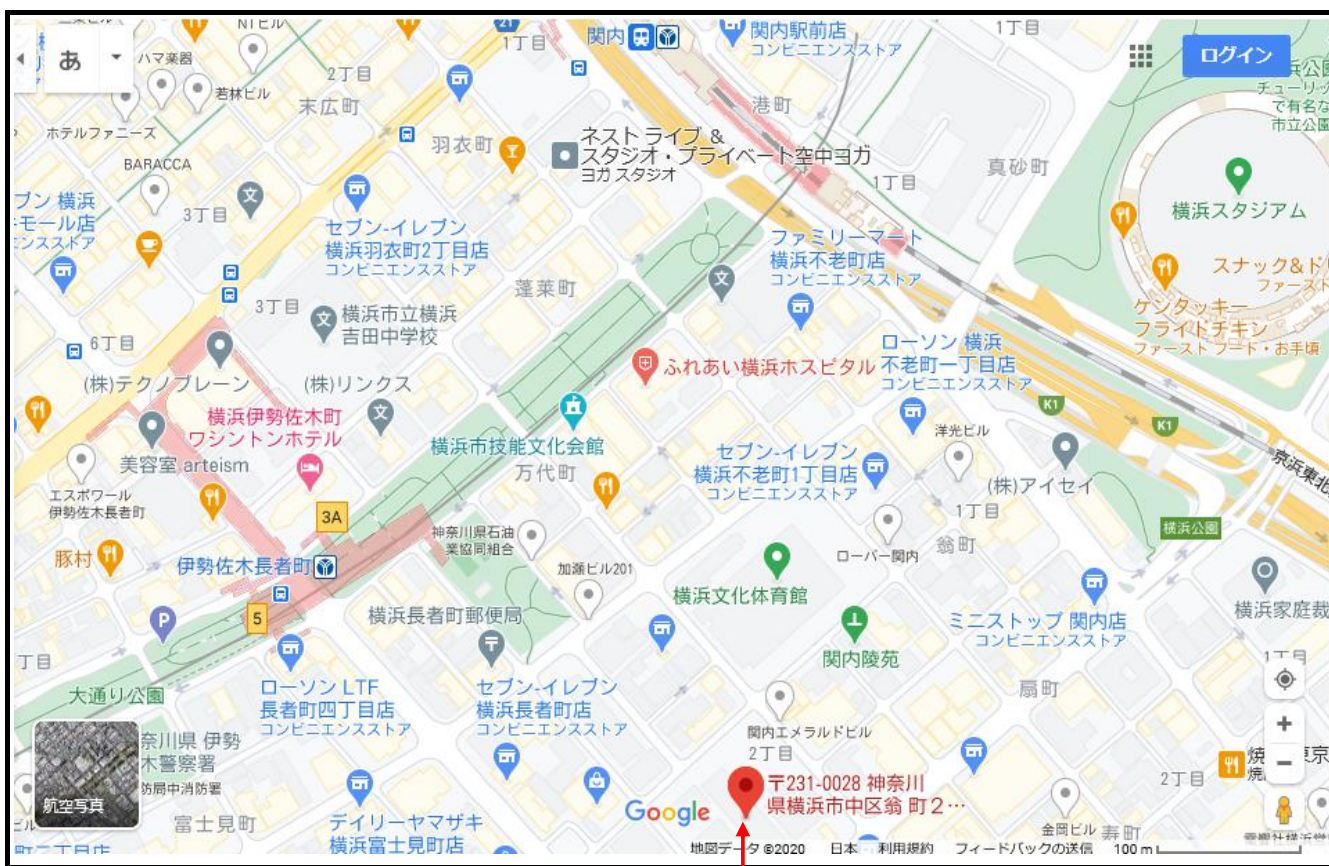 NTビル
21
1丁目
関内
関内駅前店
コンビニエンスストア
1丁目
あ
ハマ楽器
2丁目
ログイン
若林ビル
末広町
港町
チューリッ
で有名な
市立公園
ホテルファニーズ
羽衣町
ネスト ライブ &
スタジオ・プライベート空中ヨガ
ヨガ スタジオ
BARACCA
1丁目
真砂町
ブン 横浜
モール店
ンスストア
3丁目
セブン-イレブン
横浜羽衣町2丁目店
コンビニエンスストア
横浜スタジアム
ファミリーマート
横浜不老町店
コンビニエンスストア
スナック&ド
ファースト
蓬莱町
3丁目
横浜市立横浜
吉田中学校
ケンタッキー
フライドチキン
ファースト フード・お手頃
6丁目
ローソン 横浜
不老町一丁目店
コンビニエンスストア
ふれあい横浜ホスピタル
(株)テクノブレーン
(株)リンクス
K1
K1
横浜伊勢佐木町
ワシントンホテル
横浜市技能文化会館
洋光ビル
セブン-イレブン
横浜不老町1丁目店
コンビニエンスストア
美容室 arteism
万代町
(株)アイセイ
京浜東北
エスポワール
伊勢佐木長者町
3A
1丁目
神奈川県石油
業協同組合
横浜公園
豚村
伊勢佐木長者町
加瀬ビル201
ローバー関内
翁町
横浜文化体育館
横浜家庭裁
P
5
横浜長者町郵便局
ミニストップ 関内店
コンビニエンスストア
関内陵苑
丁目
1丁目
大通り公園
ローソン LTF
長者町四丁目店
コンビニエンスストア
セブン-イレブン
横浜長者町店
コンビニエンスストア
扇町
奈川県 伊勢
木警察署
関内エメラルドビル
2丁目
防局中消防署
航空写真
〒231-0028 神奈川
県横浜市中区翁 町2…
2丁目
Google
富士見町
デイリーヤマザキ
横浜富士見町店
金岡ビル
寿町
地図データ ©2020
日本
利用規約
フィードバックの送信
100 m